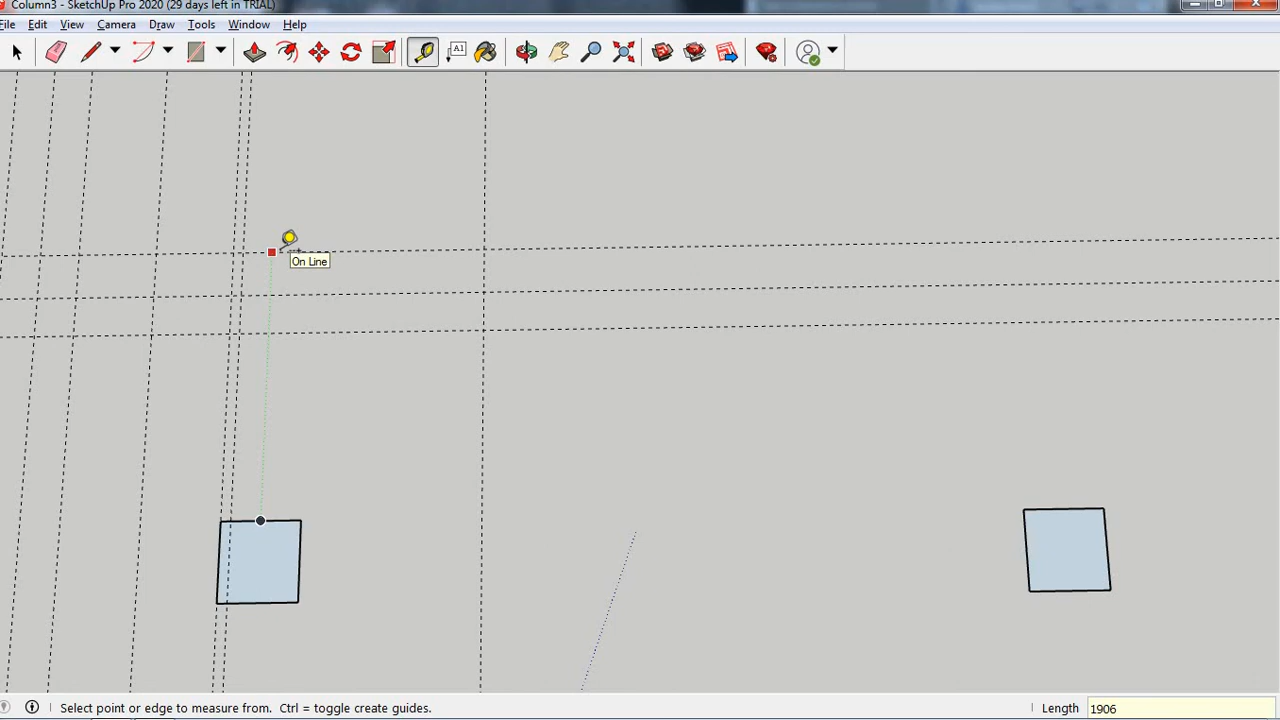 Column3 - SketchUp Pro 2020 (29 days left in TRIAL)
File Edit View Camera Draw Tools Window Help
A1
On Line
Select point or edge to measure from. Ctrl = toggle create guides. Length 1906